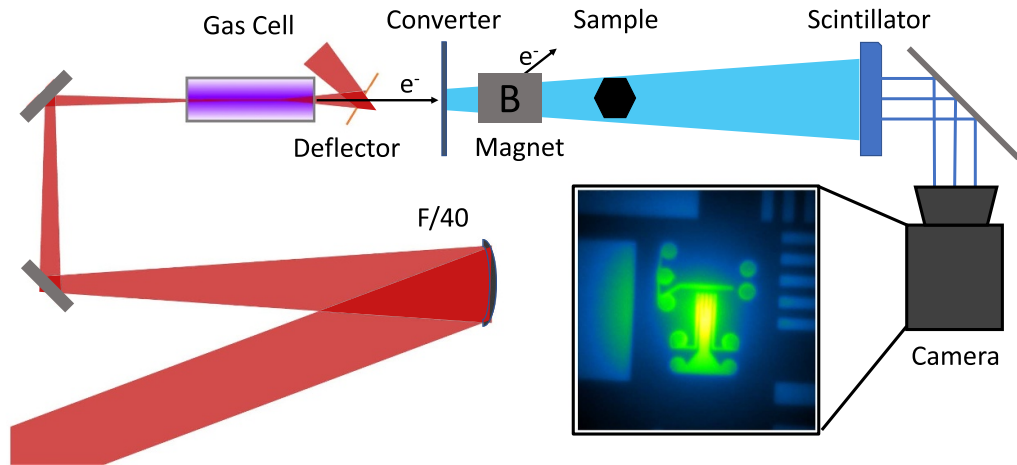 Gas Cell
Converter
Sample
Scintillator
e-
e-
B
Deflector
Magnet
F/40
Camera